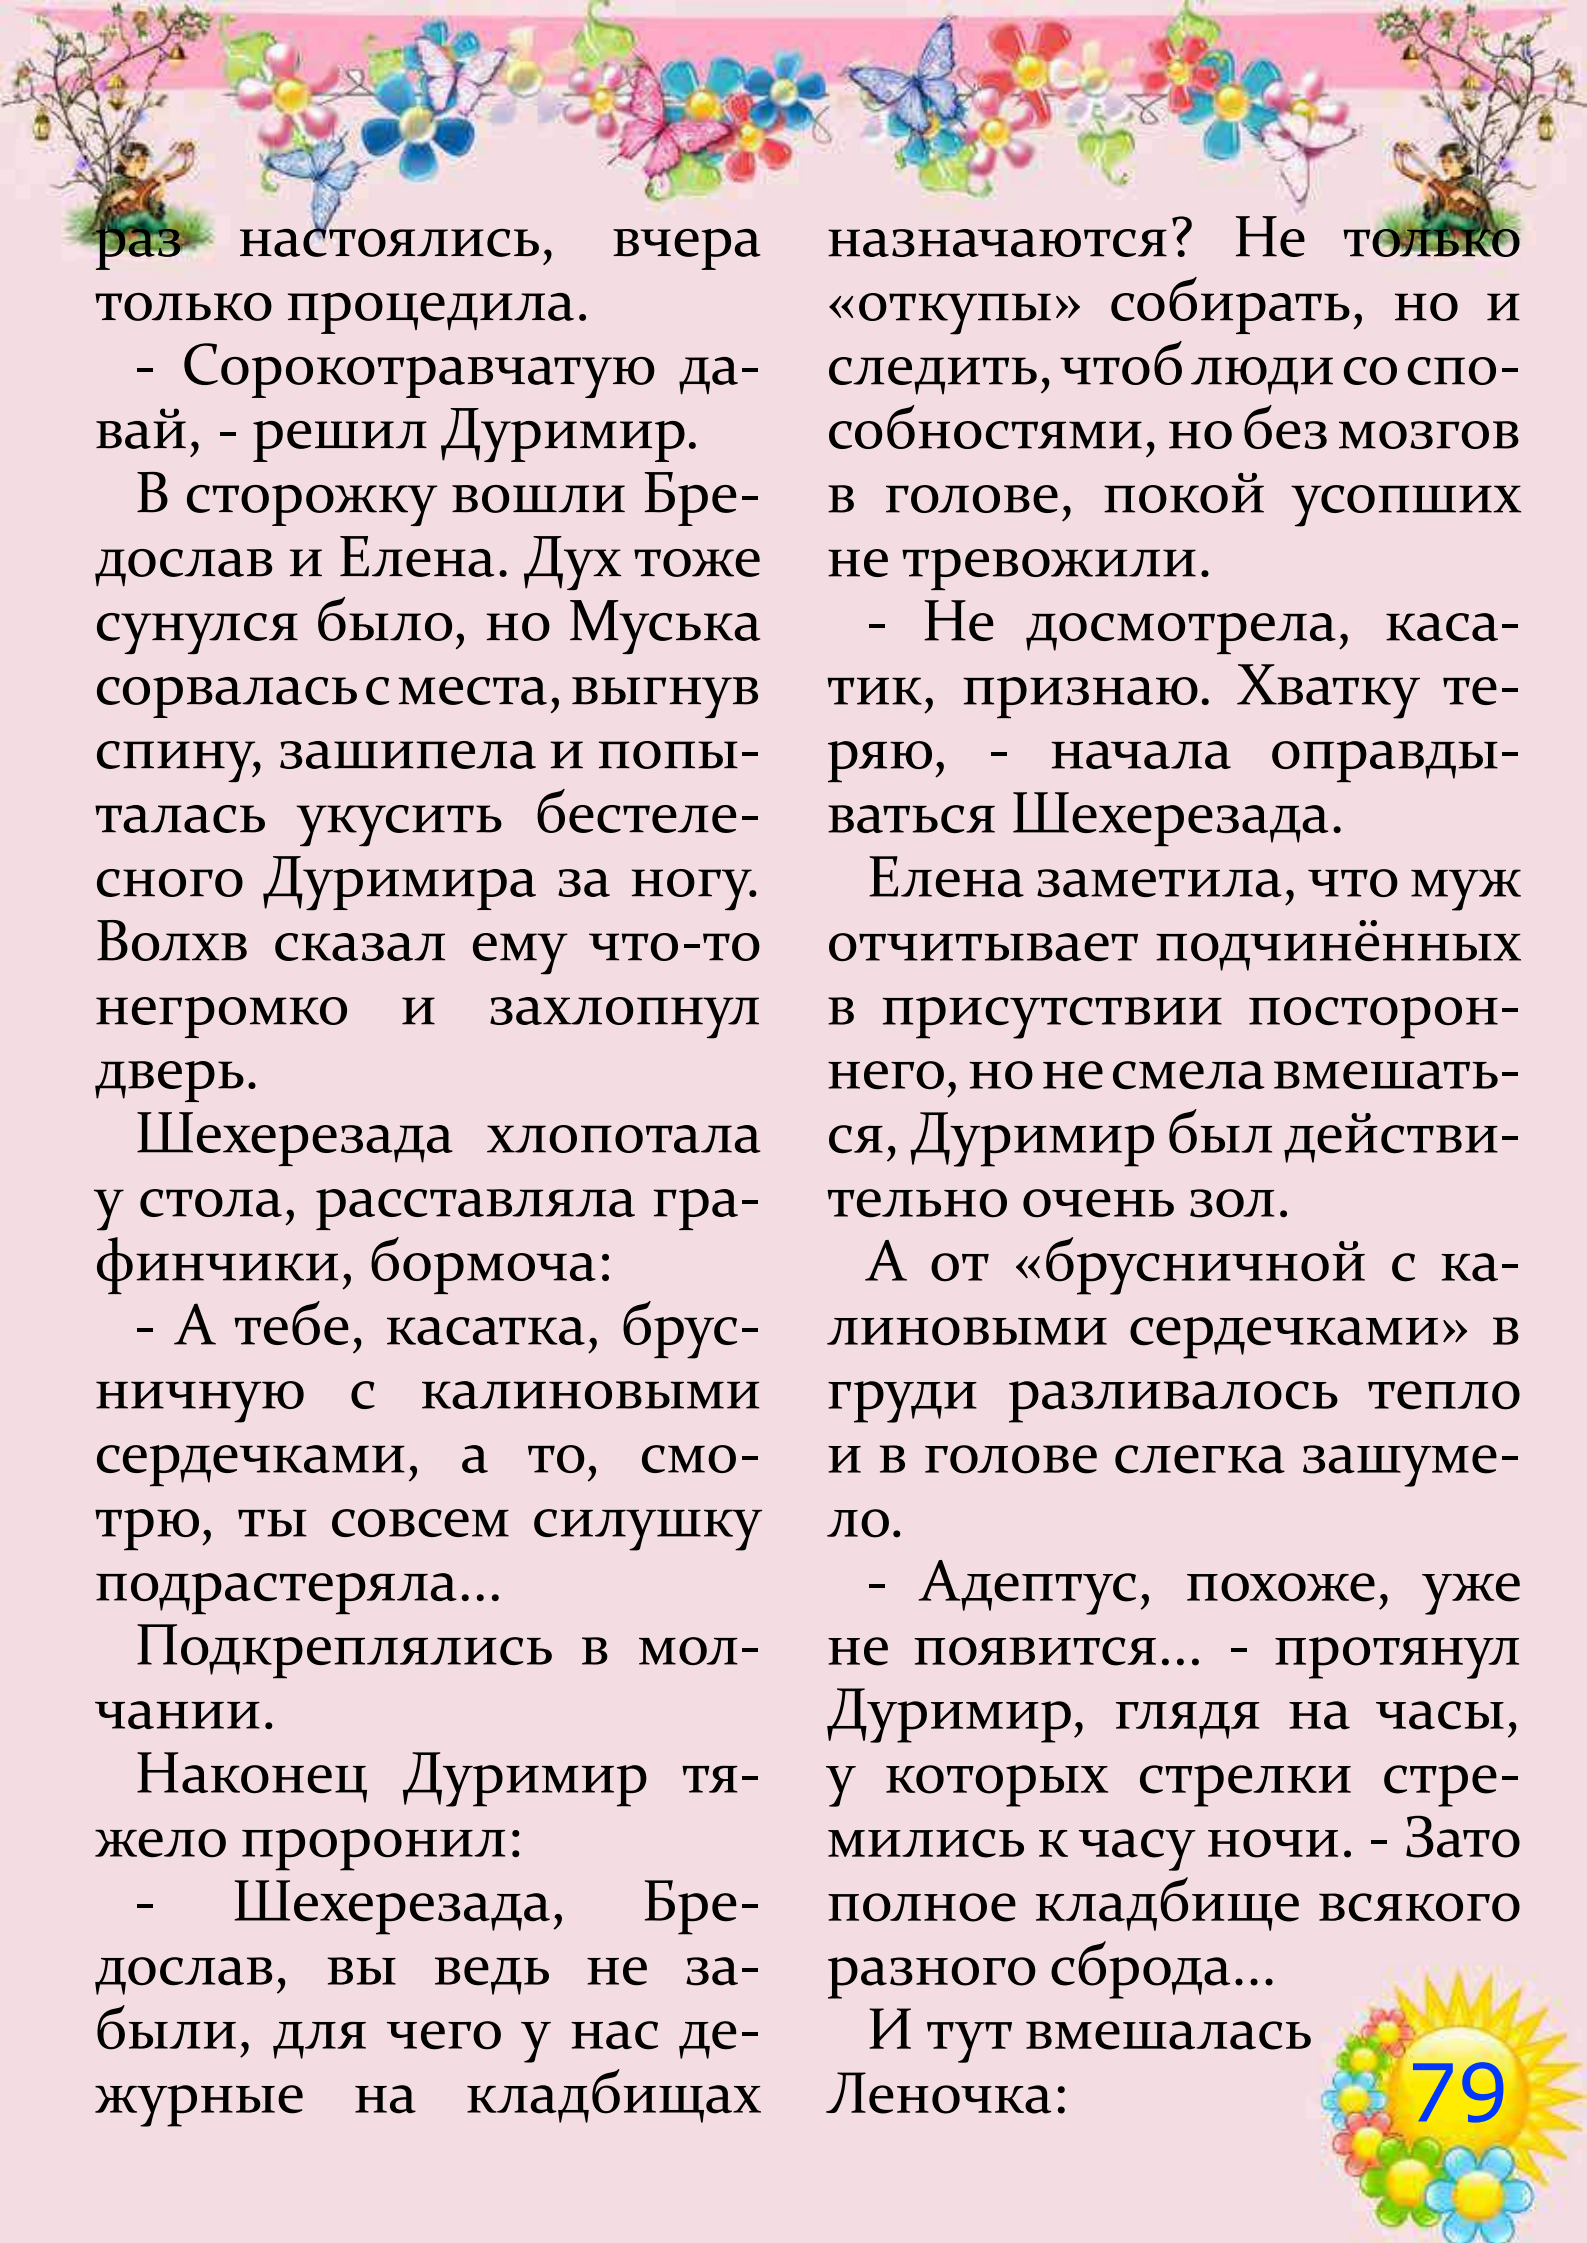 раз настоялись, вчера
только процедила.
- Сорокотравчатую да-
вай, - решил Дуримир.
В сторожку вошли Бре-
дослав и Елена. Дух тоже
сунулся было, но Муська
сорвалась с места, выгнув
спину, зашипела и попы-
талась укусить бестеле-
сного Дуримира за ногу.
Волхв сказал ему что-то
негромко и захлопнул
дверь.
Шехерезада хлопотала
у стола, расставляла гра-
финчики, бормоча:
- А тебе, касатка, брус-
ничную с калиновыми
сердечками, а то, смо-
трю, ты совсем силушку
подрастеряла...
Подкреплялись в мол-
чании.
Наконец Дуримир тя-
жело проронил:
- Шехерезада, Бре-
дослав, вы ведь не за-
были, для чего у нас де-
журные на кладбищах
назначаются? Не только
«откупы» собирать, но и
следить, чтоб люди со спо-
собностями, но без мозгов
в голове, покой усопших
не тревожили.
- Не досмотрела, каса-
тик, признаю. Хватку те-
ряю, - начала оправды-
ваться Шехерезада.
Елена заметила, что муж
отчитывает подчинённых
в присутствии посторон-
него, но не смела вмешать-
ся, Дуримир был действи-
тельно очень зол.
А от «брусничной с ка-
линовыми сердечками» в
груди разливалось тепло
и в голове слегка зашуме-
ло.
- Адептус, похоже, уже
не появится... - протянул
Дуримир, глядя на часы,
у которых стрелки стре-
мились к часу ночи. - Зато
полное кладбище всякого
разного сброда...
И тут вмешалась
Леночка:
79